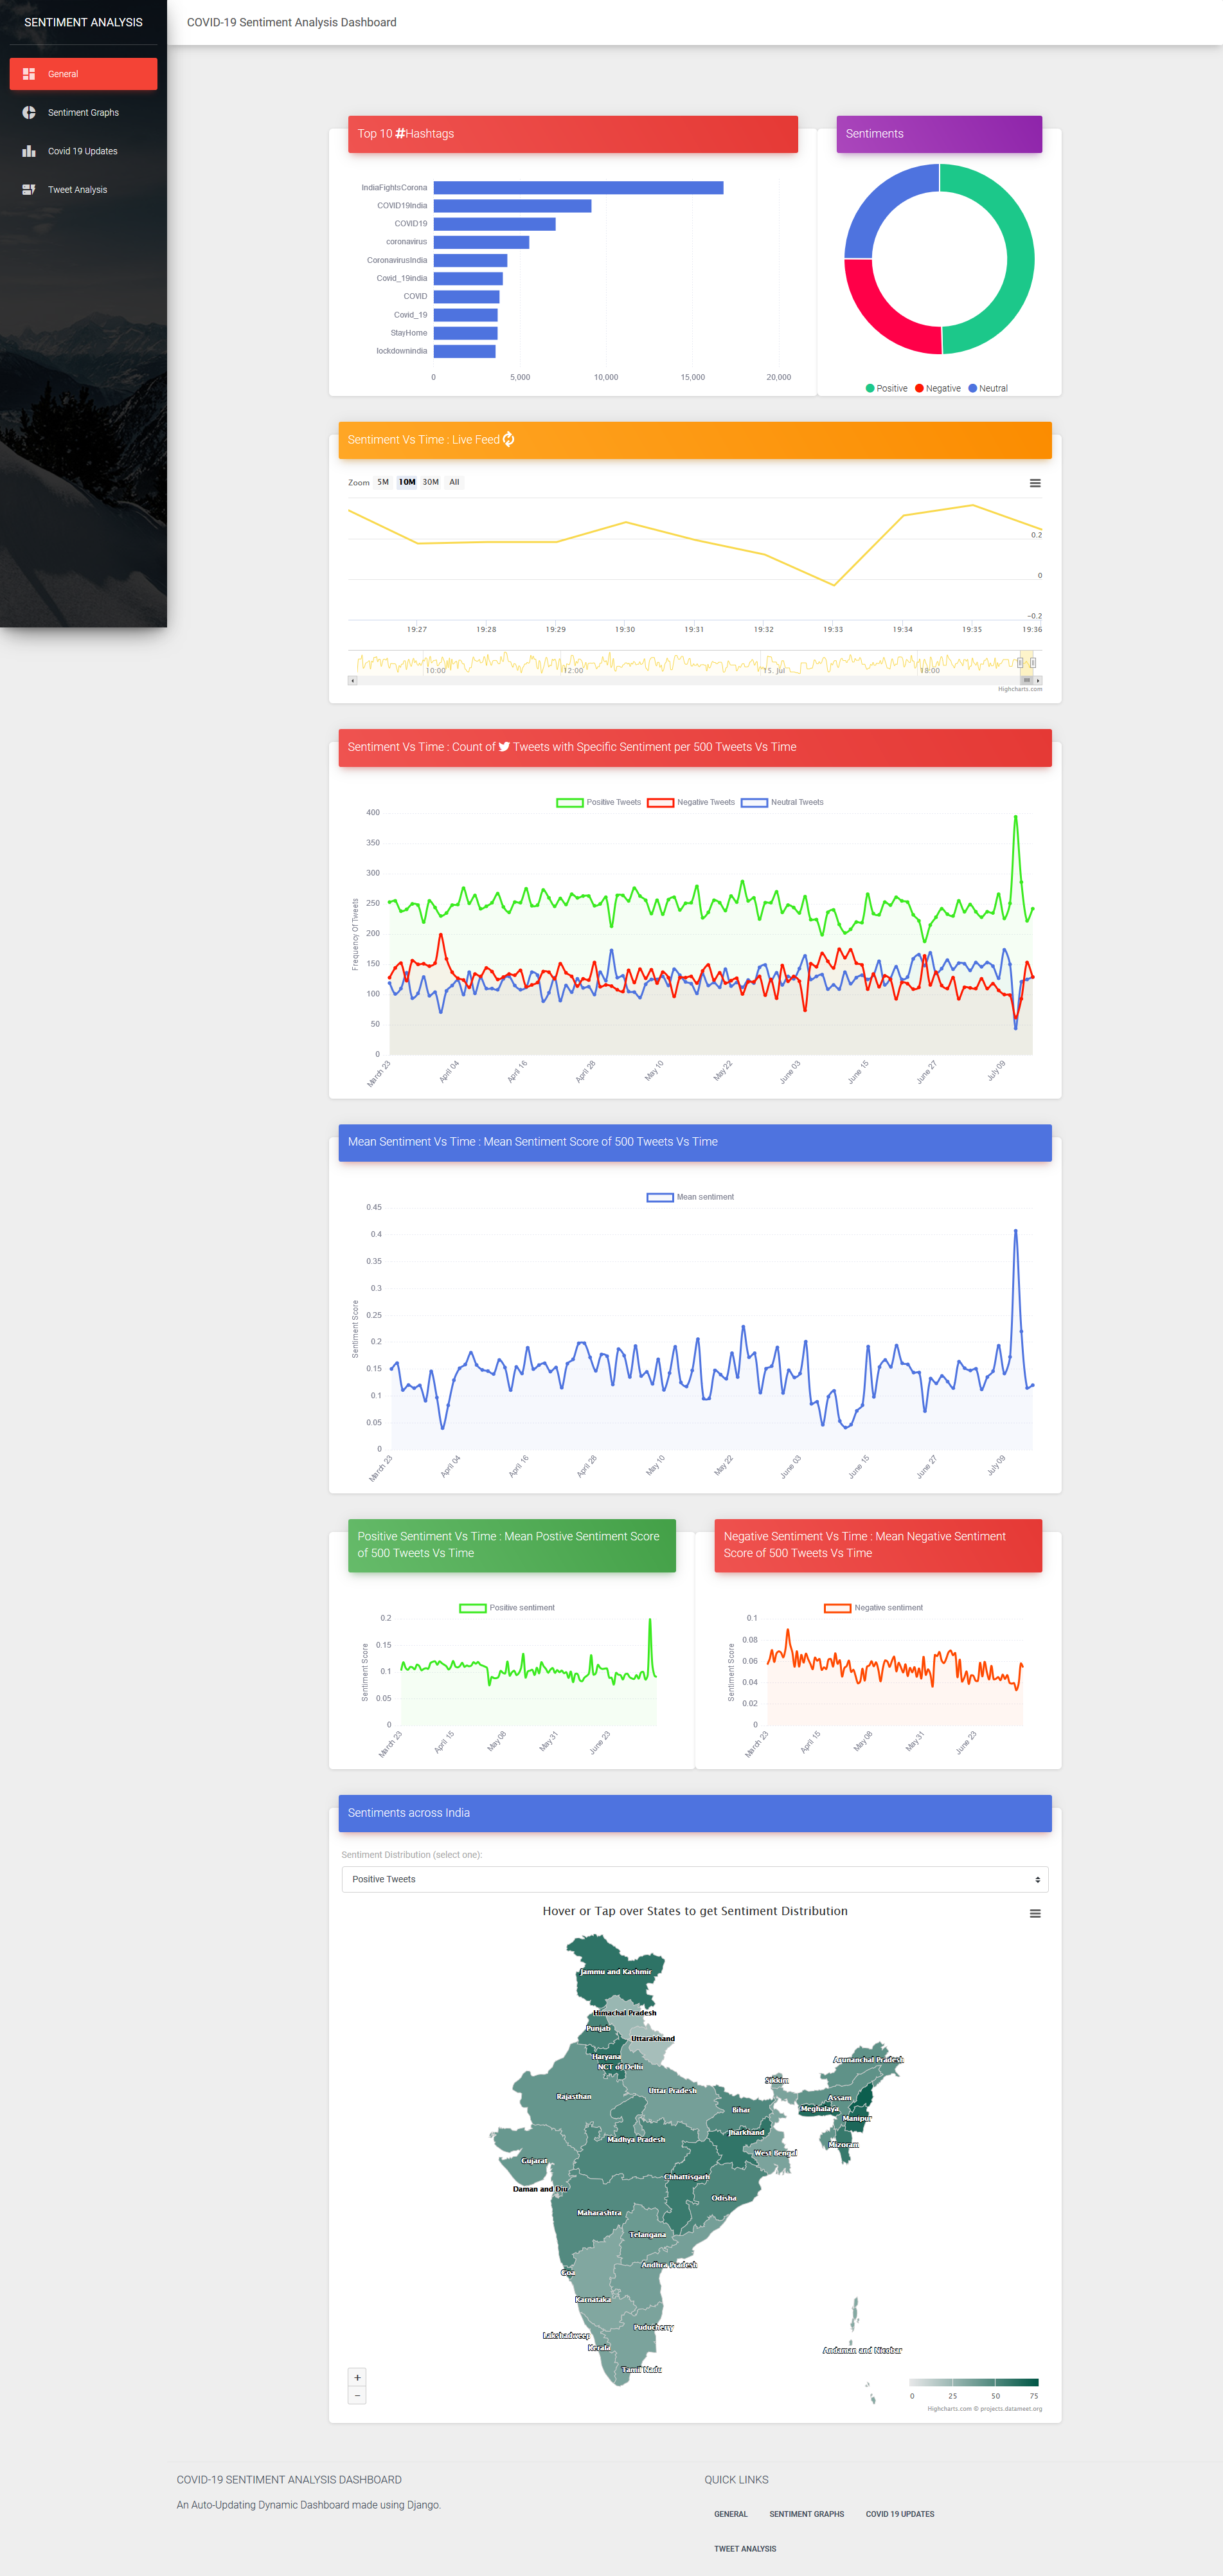 SENTIMENT ANALYSIS
General
Sentiment Graphs
Covid 19 Updates
Tweet Analysis
COVID-19 Sentiment Analysis Dashboard
Top 10 #Hashtags
IndiaFightsCorona
COVID19India
COVID19
coronavirus
CoronavirusIndia
Covid_19india
COVID
Covid_19
StayHome
lockdownindia
0 5,000 10,000 15,000 20,000
Sentiments
Positive Negative Neutral
Sentiment Vs Time : Live Feed
Zoom 5M 10M 30M All
0.2
0
-0.2
19:27 19:28 19:29 19:30 19:31 19:32 19:33 19:34 19:35 19:36
10:00 12:00 15. Jul 18:00
Highcharts.com
Sentiment Vs Time : Count of Tweets with Specific Sentiment per 500 Tweets Vs Time
Positive Tweets Negative Tweets Neutral Tweets
Frequency Of Tweets
400
350
300
250
200
150
100
50
0
March 23 April 04 April 16 April 28 May 10 May 22 June 03 June 15 June 27 July 09
Mean Sentiment Vs Time : Mean Sentiment Score of 500 Tweets Vs Time
Mean sentiment
Sentiment Score
0.45
0.4
0.35
0.3
0.25
0.2
0.15
0.1
0.05
0
March 23 April 04 April 16 April 28 May 10 May 22 June 03 June 15 June 27 July 09
Positive Sentiment Vs Time : Mean Postive Sentiment Score
of 500 Tweets Vs Time
Positive sentiment
Sentiment Score
0.2
0.15
0.1
0.05
0
March 23 April 15 May 08 May 31 June 23
Negative Sentiment Vs Time : Mean Negative Sentiment
Score of 500 Tweets Vs Time
Negative sentiment
Sentiment Score
0.1
0.08
0.06
0.04
0.02
0
March 23 April 15 May 08 May 31 June 23
Sentiments across India
Sentiment Distribution (select one):
Positive Tweets
Hover or Tap over States to get Sentiment Distribution
Jammu and Kashmir
Himachal Pradesh
Punjab
Uttarakhand
Haryana
NCT of Delhi
Arunanchal Pradesh
Sikkim
Uttar Pradesh
Rajasthan
Assam
Meghalaya
Bihar
Manipur
Jharkhand
Madhya Pradesh
Mizoram
West Bengal
Gujarat
Chhattisgarh
Daman and Diu
Odisha
Maharashtra
Telangana
Andhra Pradesh
Goa
Karnataka
Puducherry
Lakshadweep
Kerala
Andaman and Nicobar
Tamil Nadu
+
−
0 25 50 75
Highcharts.com © projects.datameet.org
COVID-19 SENTIMENT ANALYSIS DASHBOARD
An Auto-Updating Dynamic Dashboard made using Django.
QUICK LINKS
GENERAL SENTIMENT GRAPHS COVID 19 UPDATES
TWEET ANALYSIS